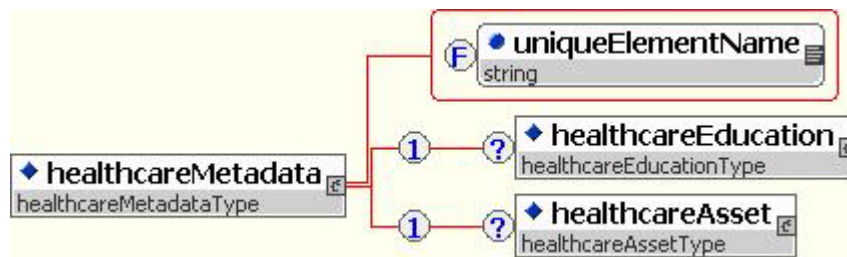 F
uniqueElementName
string
1
?
healthcareEducation
healthcareEducationType
healthcareMetadata
healthcareMetadataType
1
?
healthcareAsset
healthcareAssetType